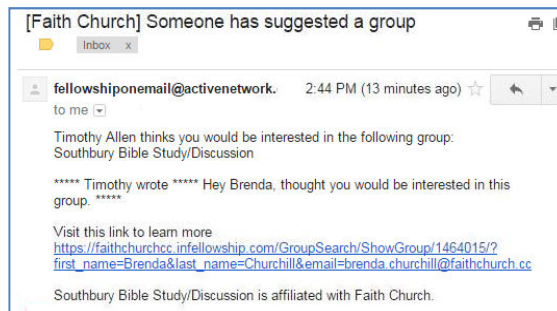 [Faith Church] Someone has suggested a group
Inbox x
fellowshiponemail@activenetwork. 2:44 PM (13 minutes ago)
to me
Timothy Allen thinks you would be interested in the following group:
Southbury Bible Study/Discussion
***** Timothy wrote ***** Hey Brenda, thought you would be interested in this
group. *****
Visit this link to learn more
https://faithchurchcc.infellowship.com/GroupSearch/ShowGroup/1464015/?
first_name=Brenda&last_name=Churchill&email=brenda.churchill@faithchurch.cc
Southbury Bible Study/Discussion is affiliated with Faith Church.